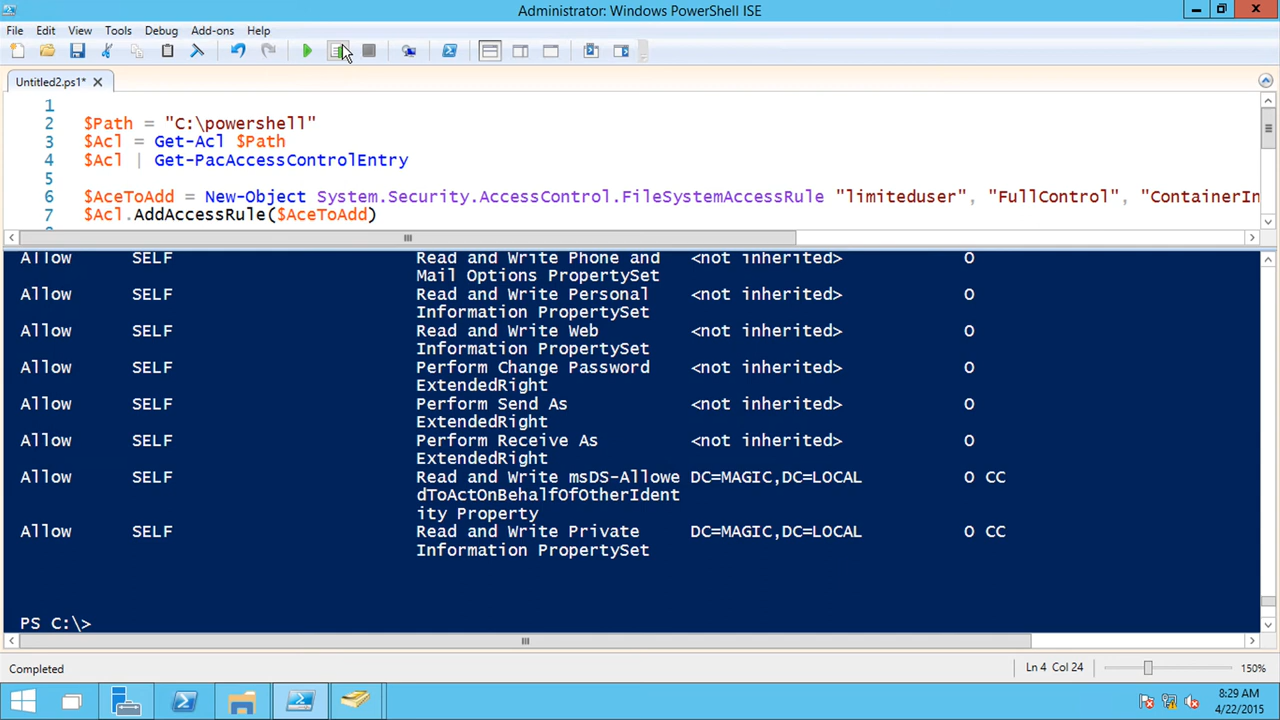 Administrator: Windows PowerShell ISE
File Edit View Tools Debug Add-ons Help
Untitled2.ps1*
1
2 $Path = "C:\powershell"
3 $Acl = Get-Acl $Path
4 $Acl | Get-PacAccessControlEntry
5
6 $AceToAdd = New-Object System.Security.AccessControl.FileSystemAccessRule "limiteduser", "FullControl", "ContainerIn
7 $Acl.AddAccessRule($AceToAdd)
Allow SELF Read and Write Phone and <not inherited> O
Mail Options PropertySet
Allow SELF Read and Write Personal <not inherited> O
Information PropertySet
Allow SELF Read and Write Web <not inherited> O
Information PropertySet
Allow SELF Perform Change Password <not inherited> O
ExtendedRight
Allow SELF Perform Send As <not inherited> O
ExtendedRight
Allow SELF Perform Receive As <not inherited> O
ExtendedRight
Allow SELF Read and Write msDS-Allowe DC=MAGIC,DC=LOCAL O CC
dToActOnBehalfOfOtherIdent
ity Property
Allow SELF Read and Write Private DC=MAGIC,DC=LOCAL O CC
Information PropertySet
PS C:\>
Completed Ln 4 Col 24 150%
8:29 AM
4/22/2015